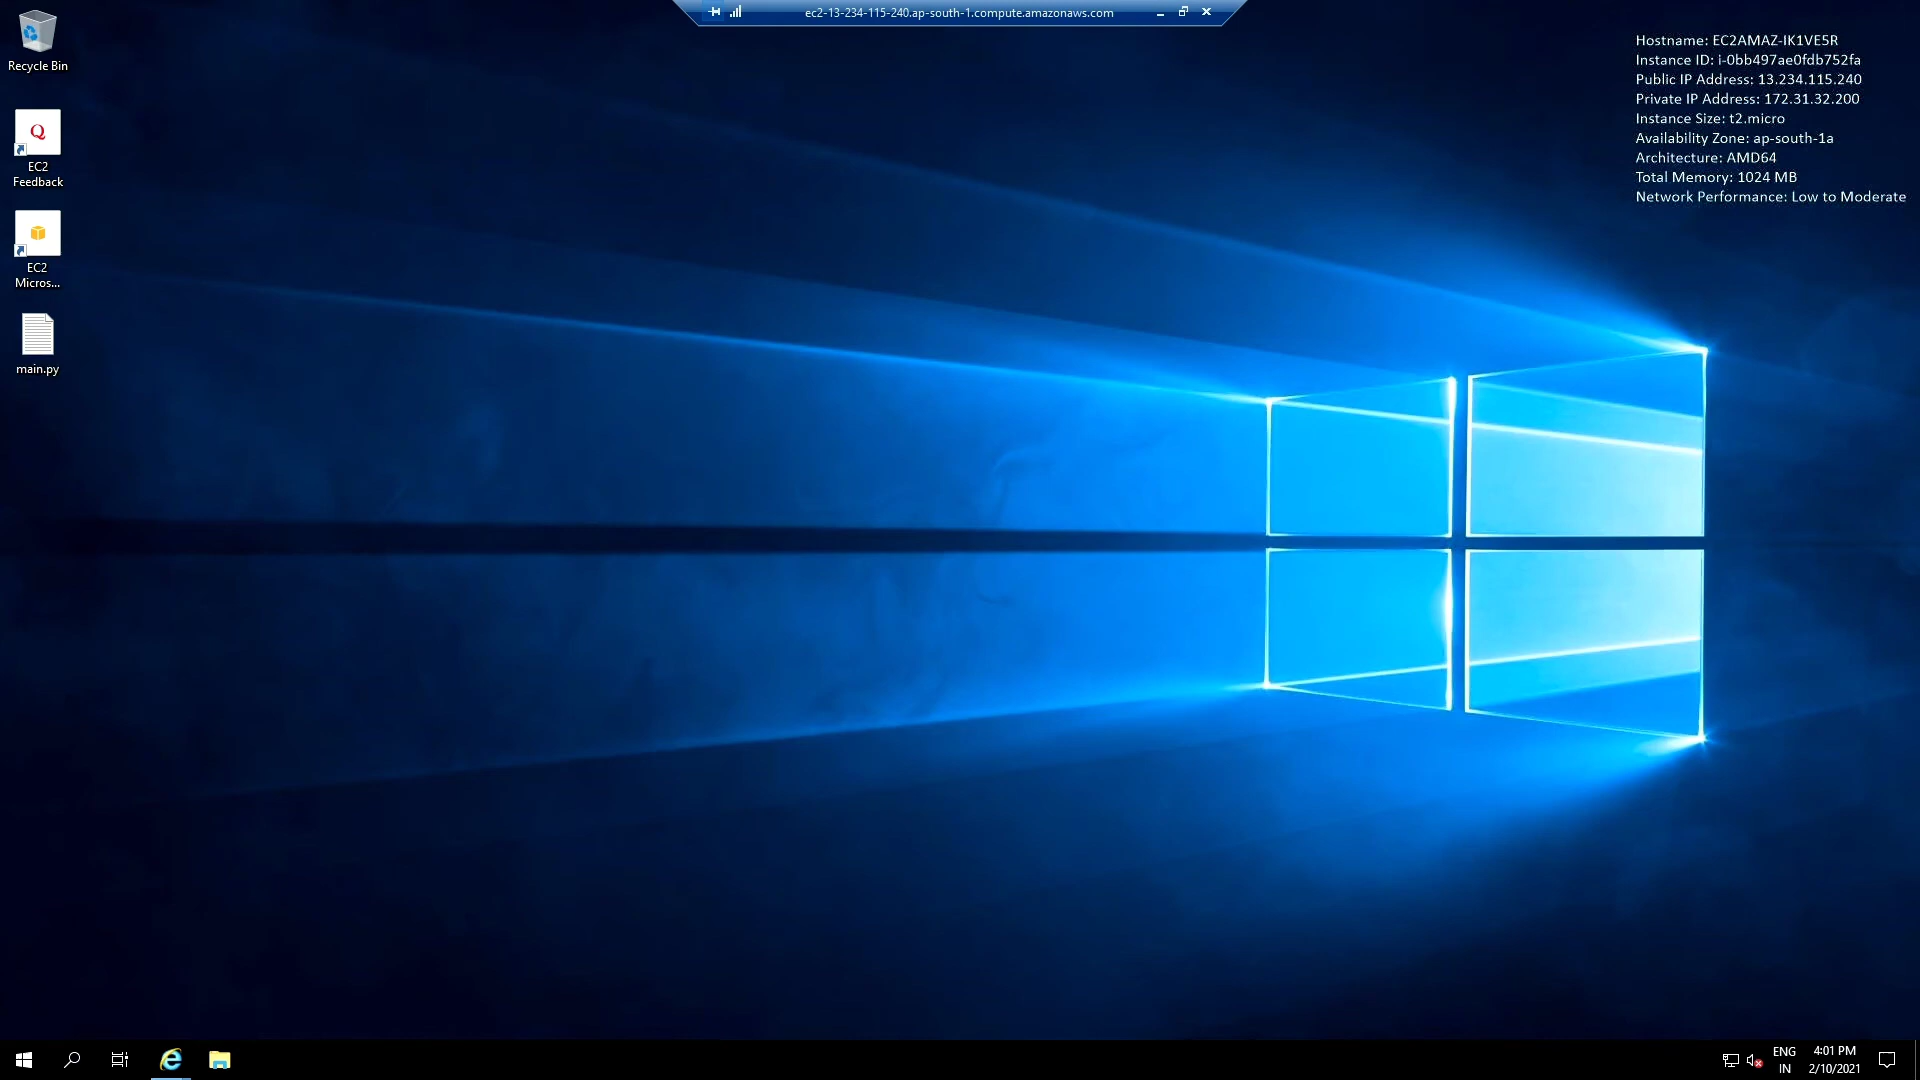 ec2-13-234-115-240.ap-south-1.compute.amazonaws.com
Hostname: EC2AMAZ-IK1VE5R
Instance ID: i-0bb497ae0fdb752fa
Public IP Address: 13.234.115.240
Private IP Address: 172.31.32.200
Instance Size: t2.micro
Availability Zone: ap-south-1a
Architecture: AMD64
Total Memory: 1024 MB
Network Performance: Low to Moderate
Recycle Bin
Q
EC2
Feedback
EC2
Micros...
main.py
ENG
IN
4:01 PM
2/10/2021